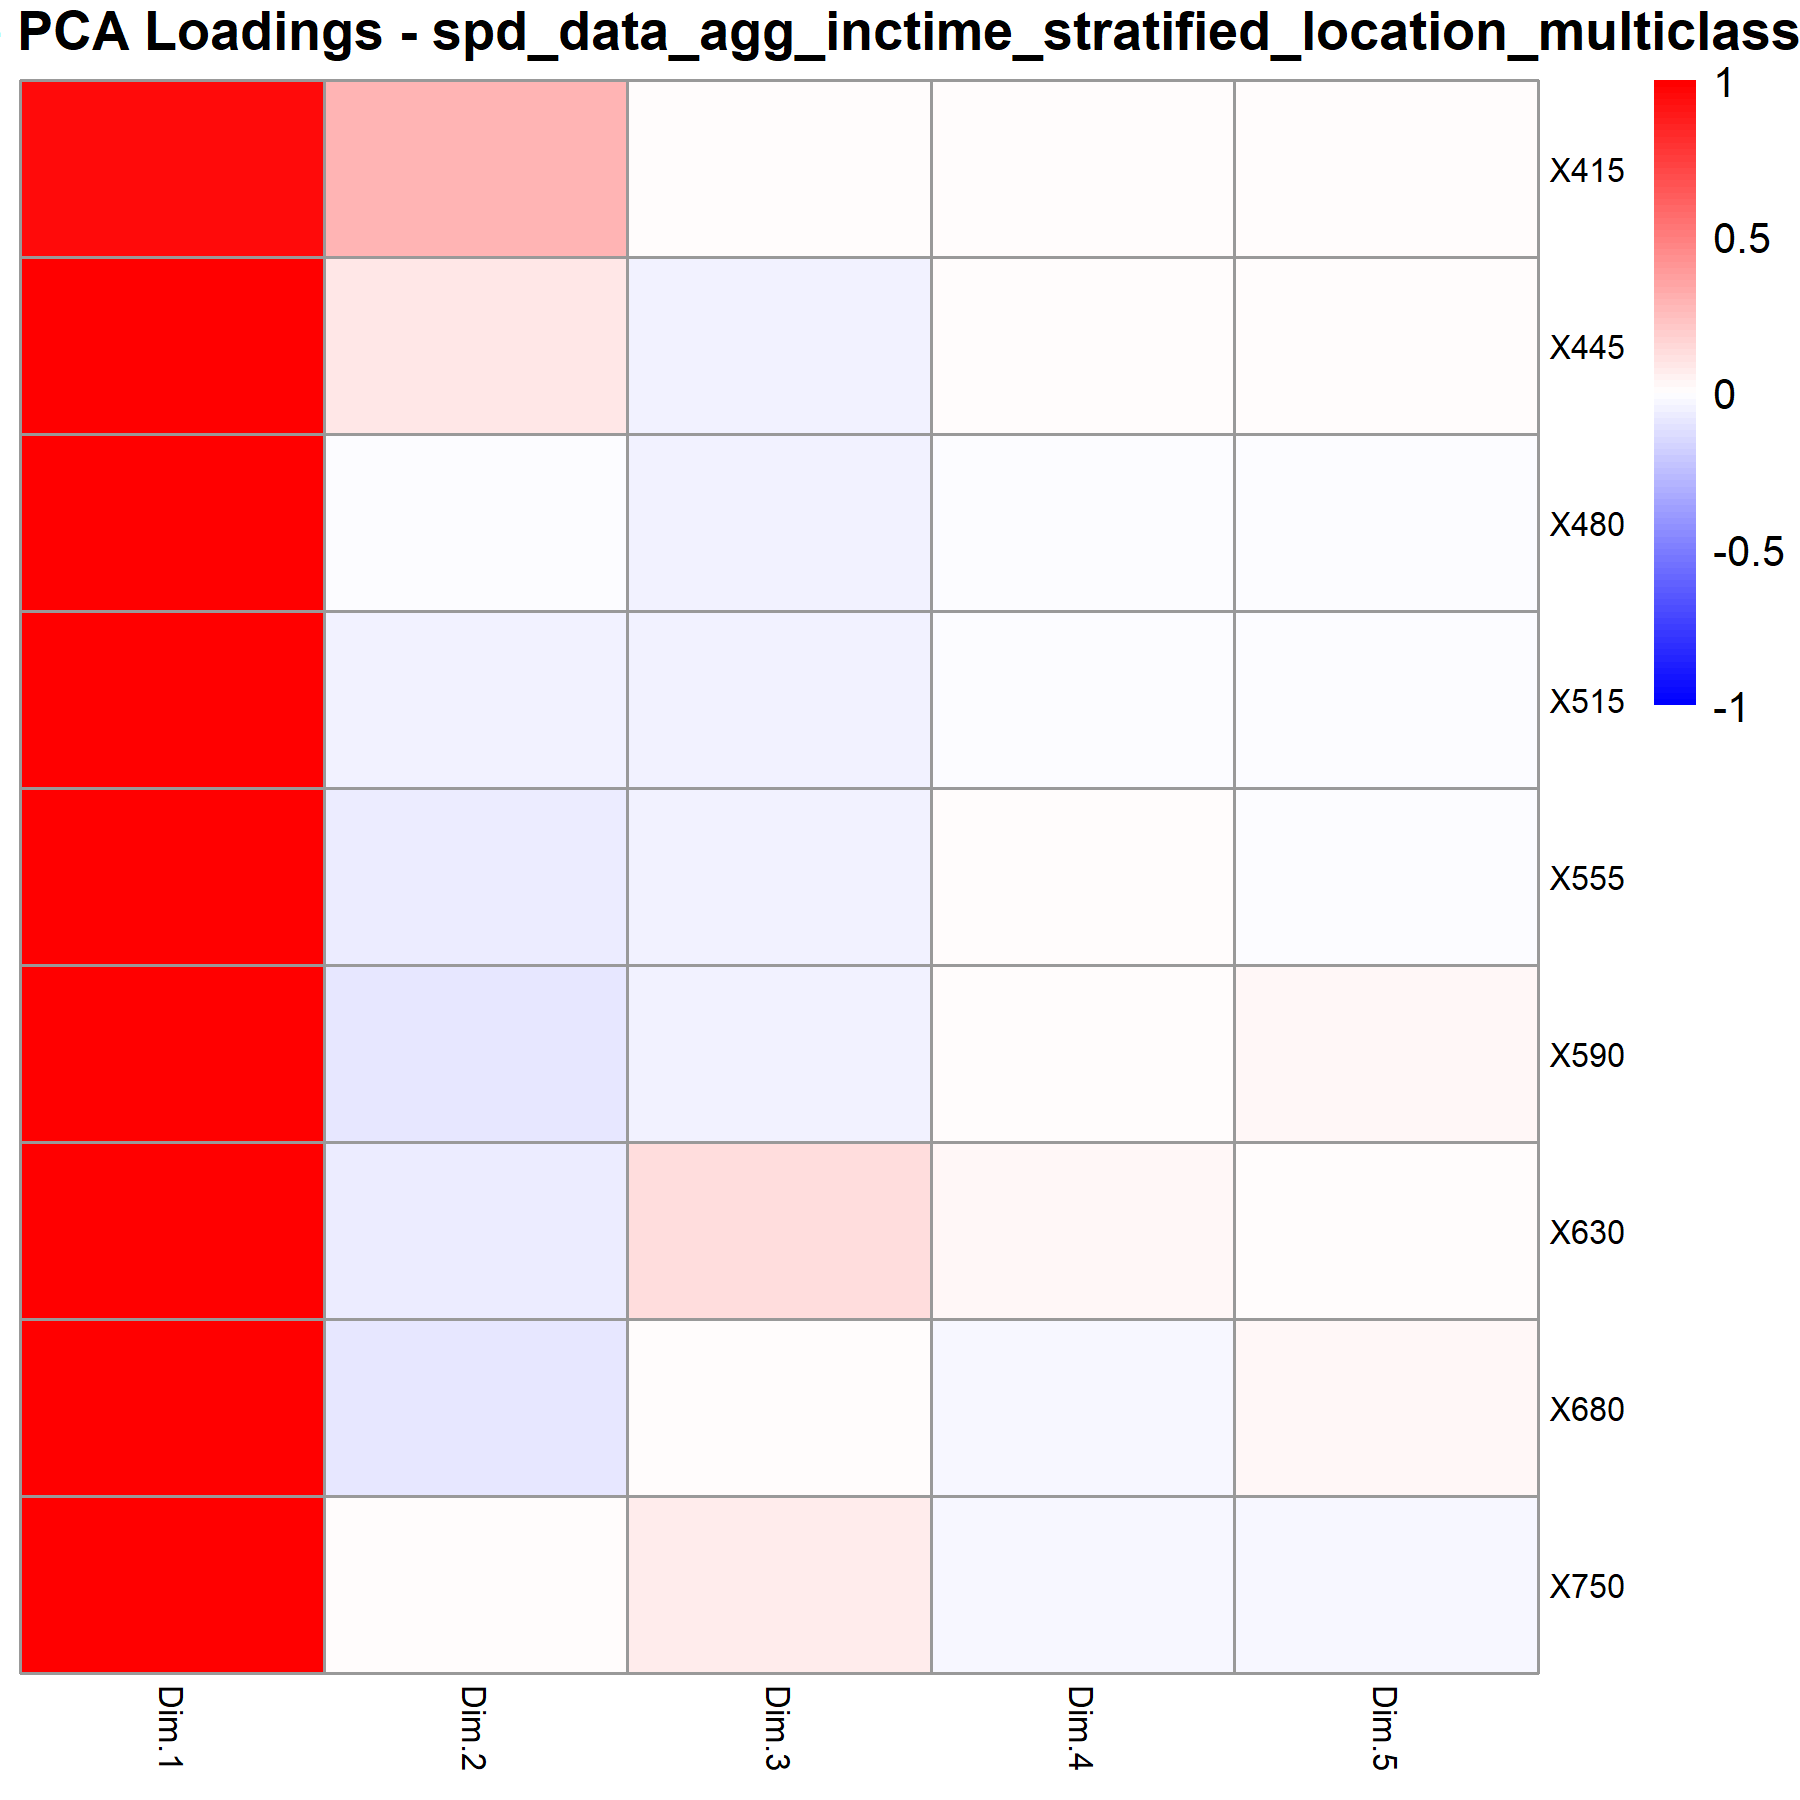 PCA Loadings - spd_data_agg_inctime_stratified_location_multiclass
1
0.5
0
-0.5
-1
X415
X445
X480
X515
X555
X590
X630
X680
X750
Dim.1
Dim.2
Dim.3
Dim.4
Dim.5